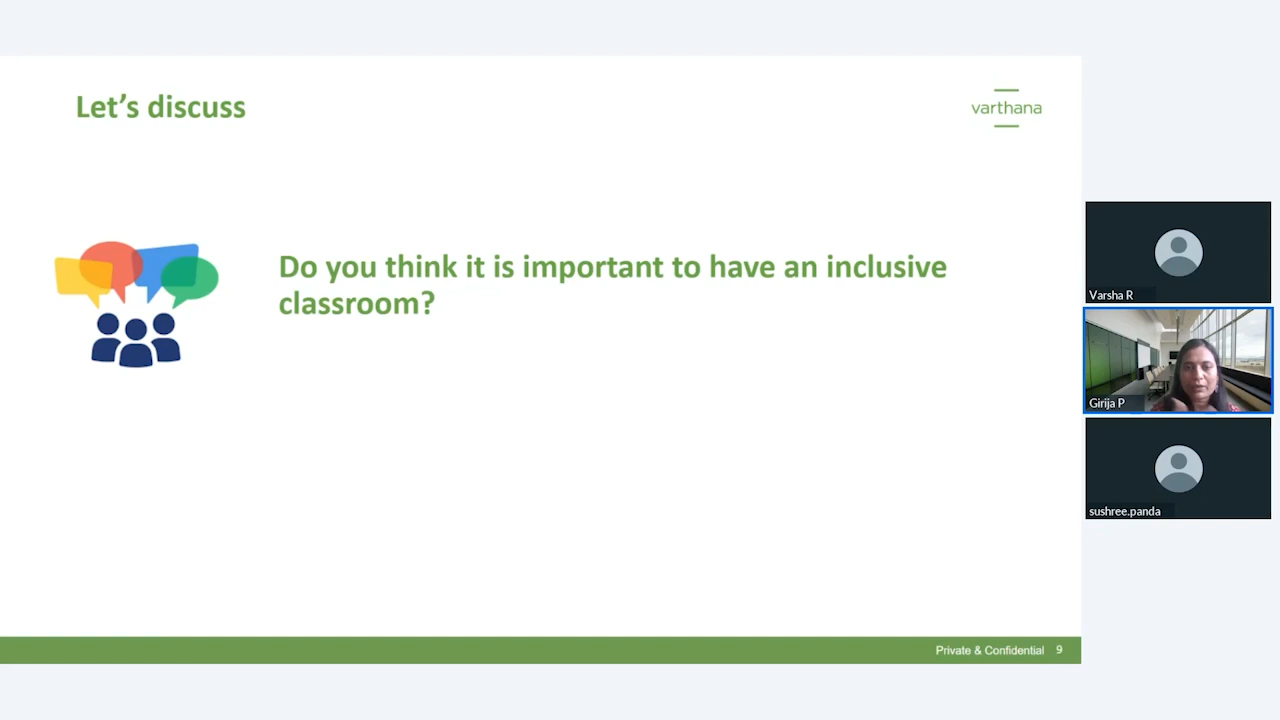 Let's discuss
varthana
Do you think it is important to have an inclusive
classroom?
Varsha R
Girija P
sushree.panda
Private & Confidential 9